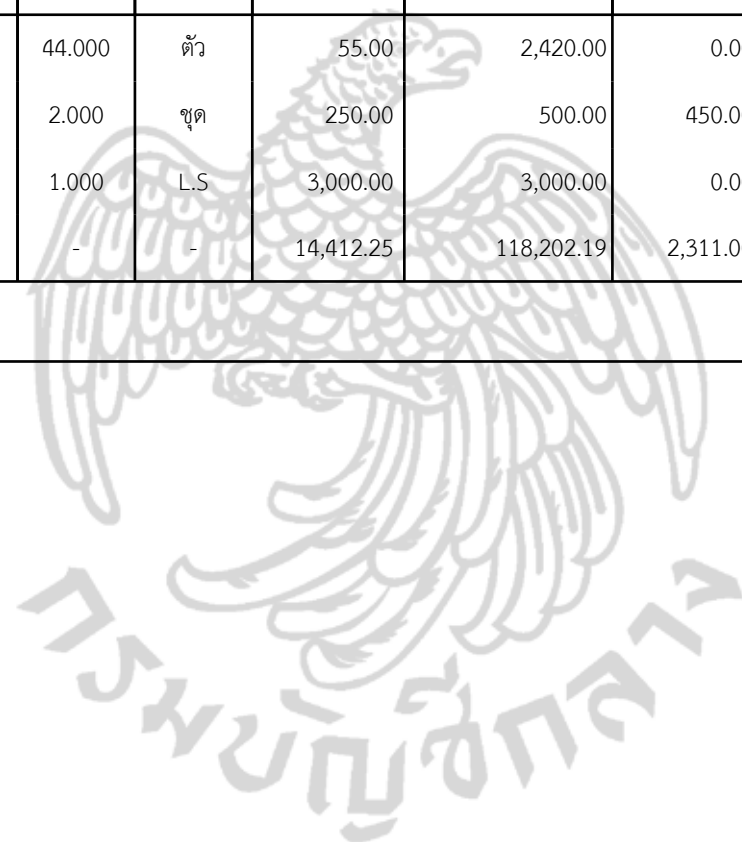 44.000 ตัว 55.00 2,420.00 0.0
2.000 ชุด 250.00 500.00 450.0
1.000 L.S 3,000.00 3,000.00 0.0
- - 14,412.25 118,202.19 2,311.0
กรมบัญชีกลาง